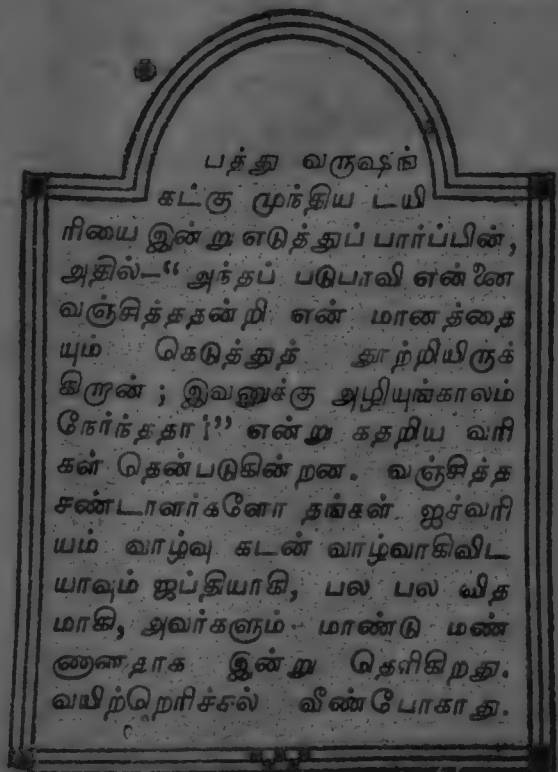 பத்து வருஷங்
கட்கு முந்திய டயி
ரியை இன்று எடுத்துப் பார்ப்பின்,
அதில்—“ அந்தப் படுபாவி என்னை
வஞ்சித்ததன்றி என் மானத்தை
யும் கெடுத்துத் தூற்றியிருக்
கிறான் ; இவனுக்கு அழியுங்காலம்
நேர்ந்ததா !” என்று கதறிய வரி
கள் தென்படுகின்றன. வஞ்சித்த
சண்டாளர்களோ தங்கள் ஐச்வரி
யம் வாழ்வு கடன் வாழ்வாகிவிட
யாவும் ஜப்தியாகி, பல பல வித
மாகி, அவர்களும் மாண்டு மண்
ணானதாக இன்று தெரிகிறது.
வயிற்றெரிச்சல் வீண்போகாது.